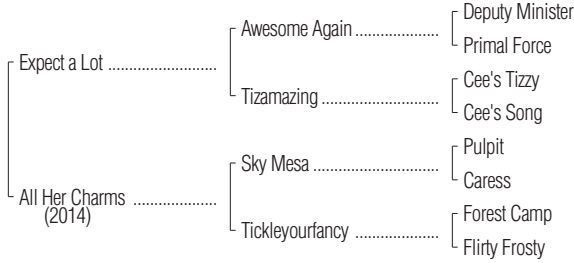 Deputy Minister
Awesome Again ....................
Primal Force
Expect a Lot ..........................
Cee's Tizzy
Tizamazing ............................
Cee's Song
Pulpit
Sky Mesa ..............................
Caress
All Her Charms ....................
(2014)
Forest Camp
Tickleyourfancy ....................
Flirty Frosty